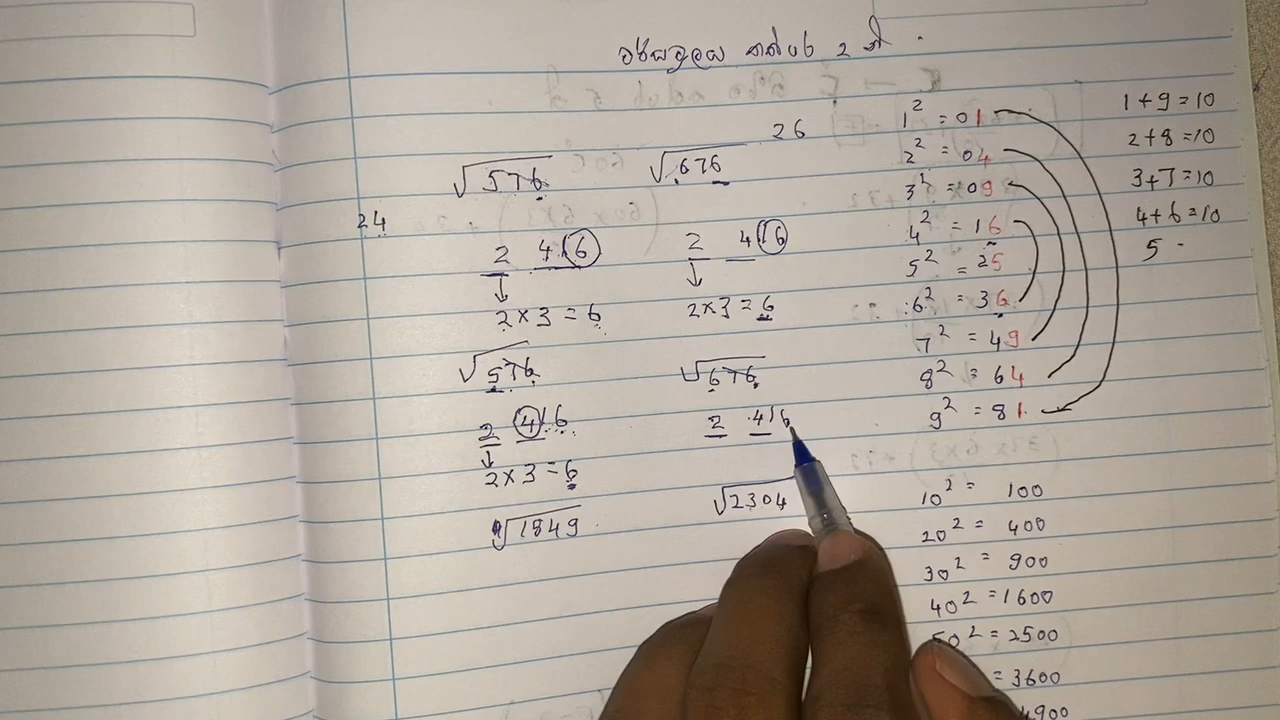 වර්ගමූලය තත්පර 2 න්
26
√576 √676
24
2 4/6 2 4/6
2×3=6 2×3=6
√576 √676
2 4/6 2 4/6
2×3=6
√1849 √2304
1² = 01
2² = 04
3² = 09
4² = 16
5² = 25
6² = 36
7² = 49
8² = 64
9² = 81
10² = 100
20² = 400
30² = 900
40² = 1600
50² = 2500
= 3600
4900
1+9=10
2+8=10
3+7=10
4+6=10
5